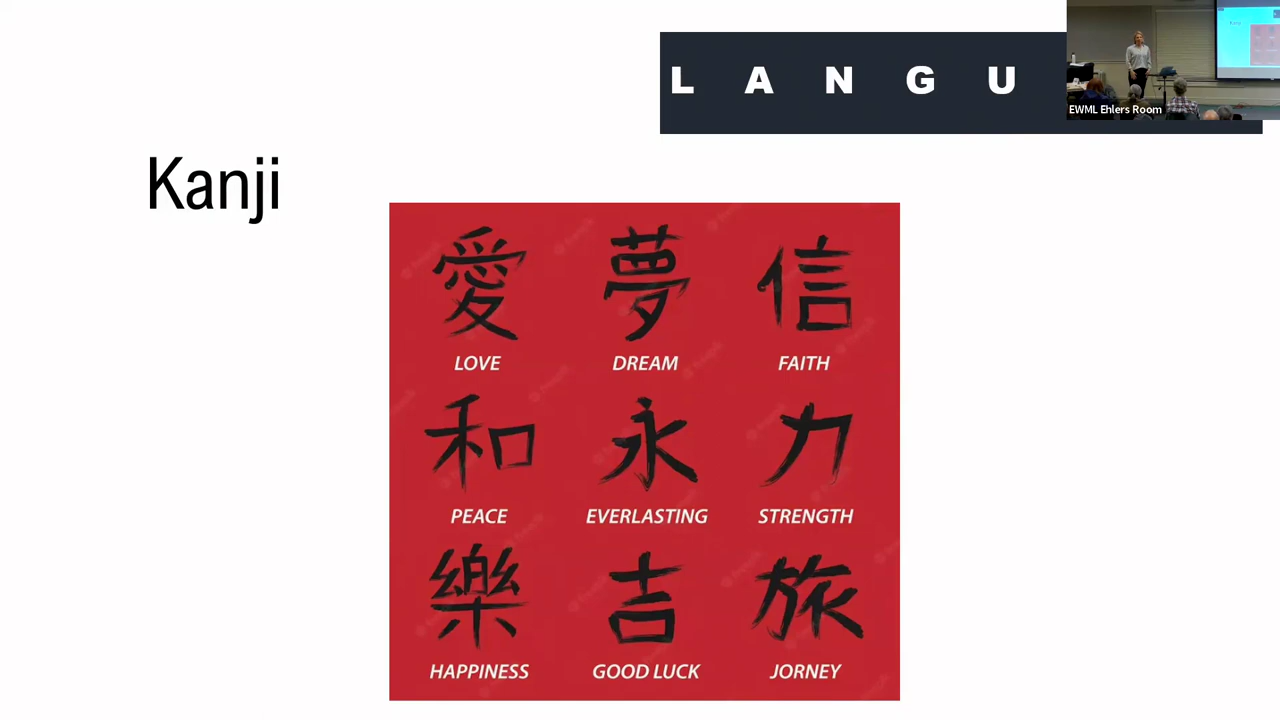 L A N G U
EWML Ehlers Room
Kanji
愛 夢 信
LOVE DREAM FAITH
和 永 力
PEACE EVERLASTING STRENGTH
樂 吉 旅
HAPPINESS GOOD LUCK JORNEY